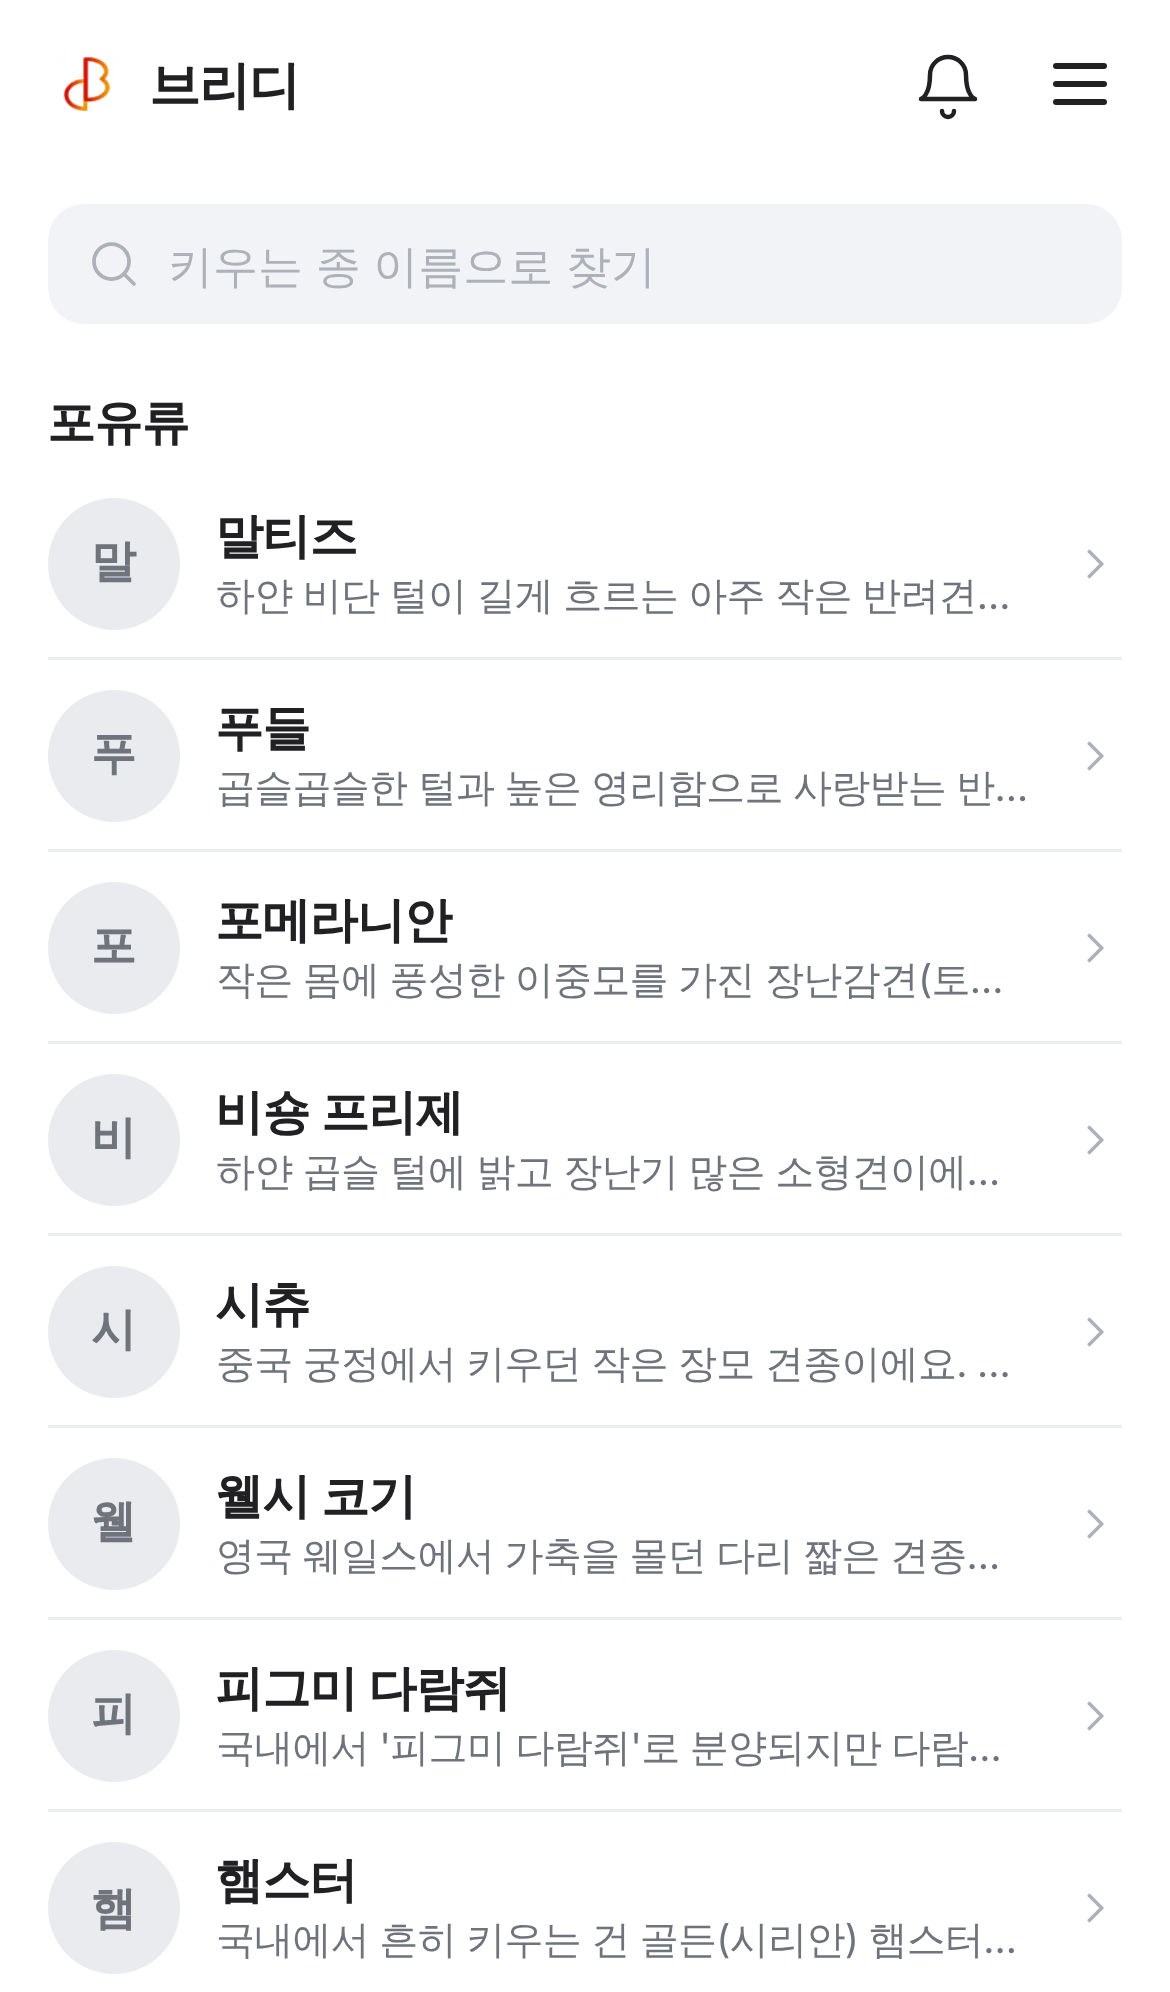 브리디
키우는 종 이름으로 찾기
포유류
말
말티즈
하얀 비단 털이 길게 흐르는 아주 작은 반려견...
푸
푸들
곱슬곱슬한 털과 높은 영리함으로 사랑받는 반...
포
포메라니안
작은 몸에 풍성한 이중모를 가진 장난감견(토...
비
비숑 프리제
하얀 곱슬 털에 밝고 장난기 많은 소형견이에...
시
시츄
중국 궁정에서 키우던 작은 장모 견종이에요. ...
웰
웰시 코기
영국 웨일스에서 가축을 몰던 다리 짧은 견종...
피
피그미 다람쥐
국내에서 '피그미 다람쥐'로 분양되지만 다람...
햄
햄스터
국내에서 흔히 키우는 건 골든(시리안) 햄스터...